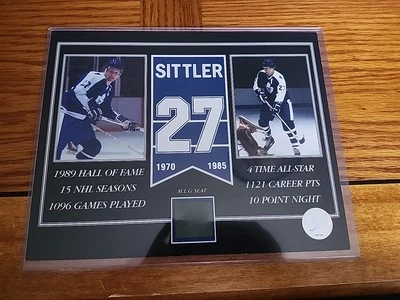 SITTLER
27
1970 1985
1989 HALL OF FAME
15 NHL SEASONS
1096 GAMES PLAYED
M L G SEAT
4 TIME ALL-STAR
1121 CAREER PTS
10 POINT NIGHT
27